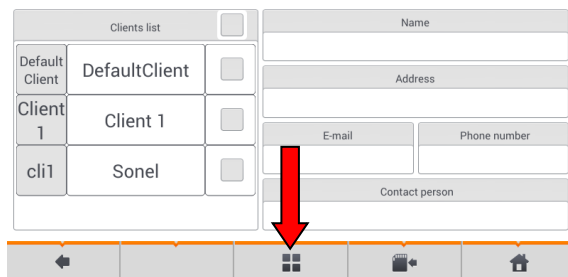 Clients list
Default
Client
DefaultClient
Client
1
Client 1
cli1
Sonel
Name
Address
E-mail
Phone number
Contact person